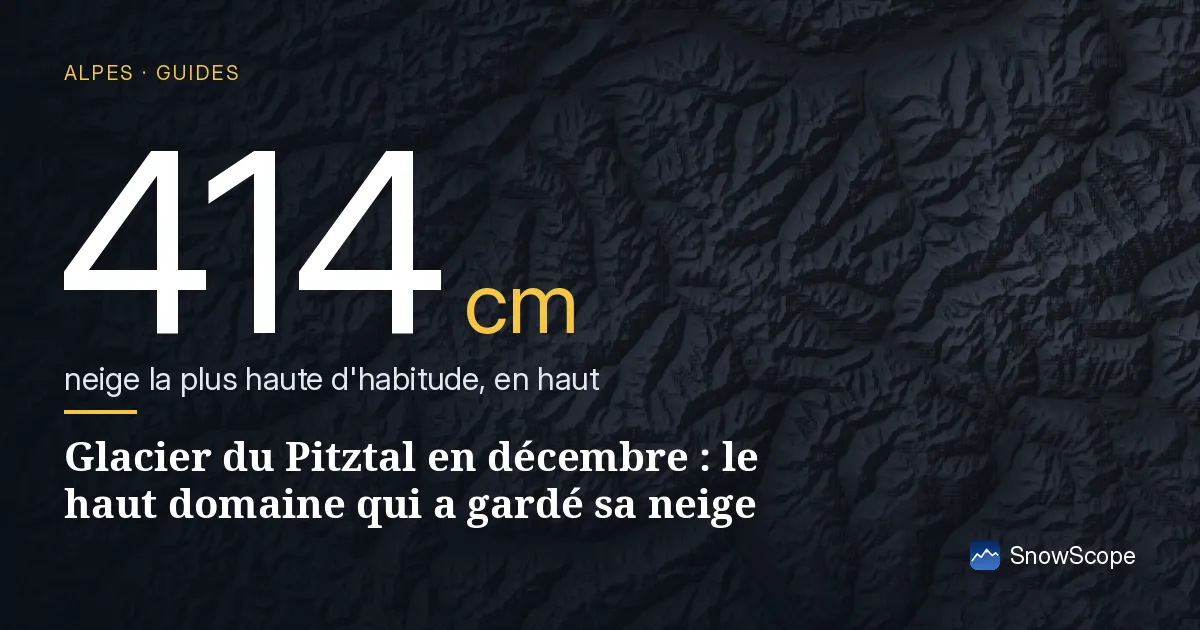 ALPES · GUIDES
414 cm
neige la plus haute d'habitude, en haut
Glacier du Pitztal en décembre : le
haut domaine qui a gardé sa neige
SnowScope